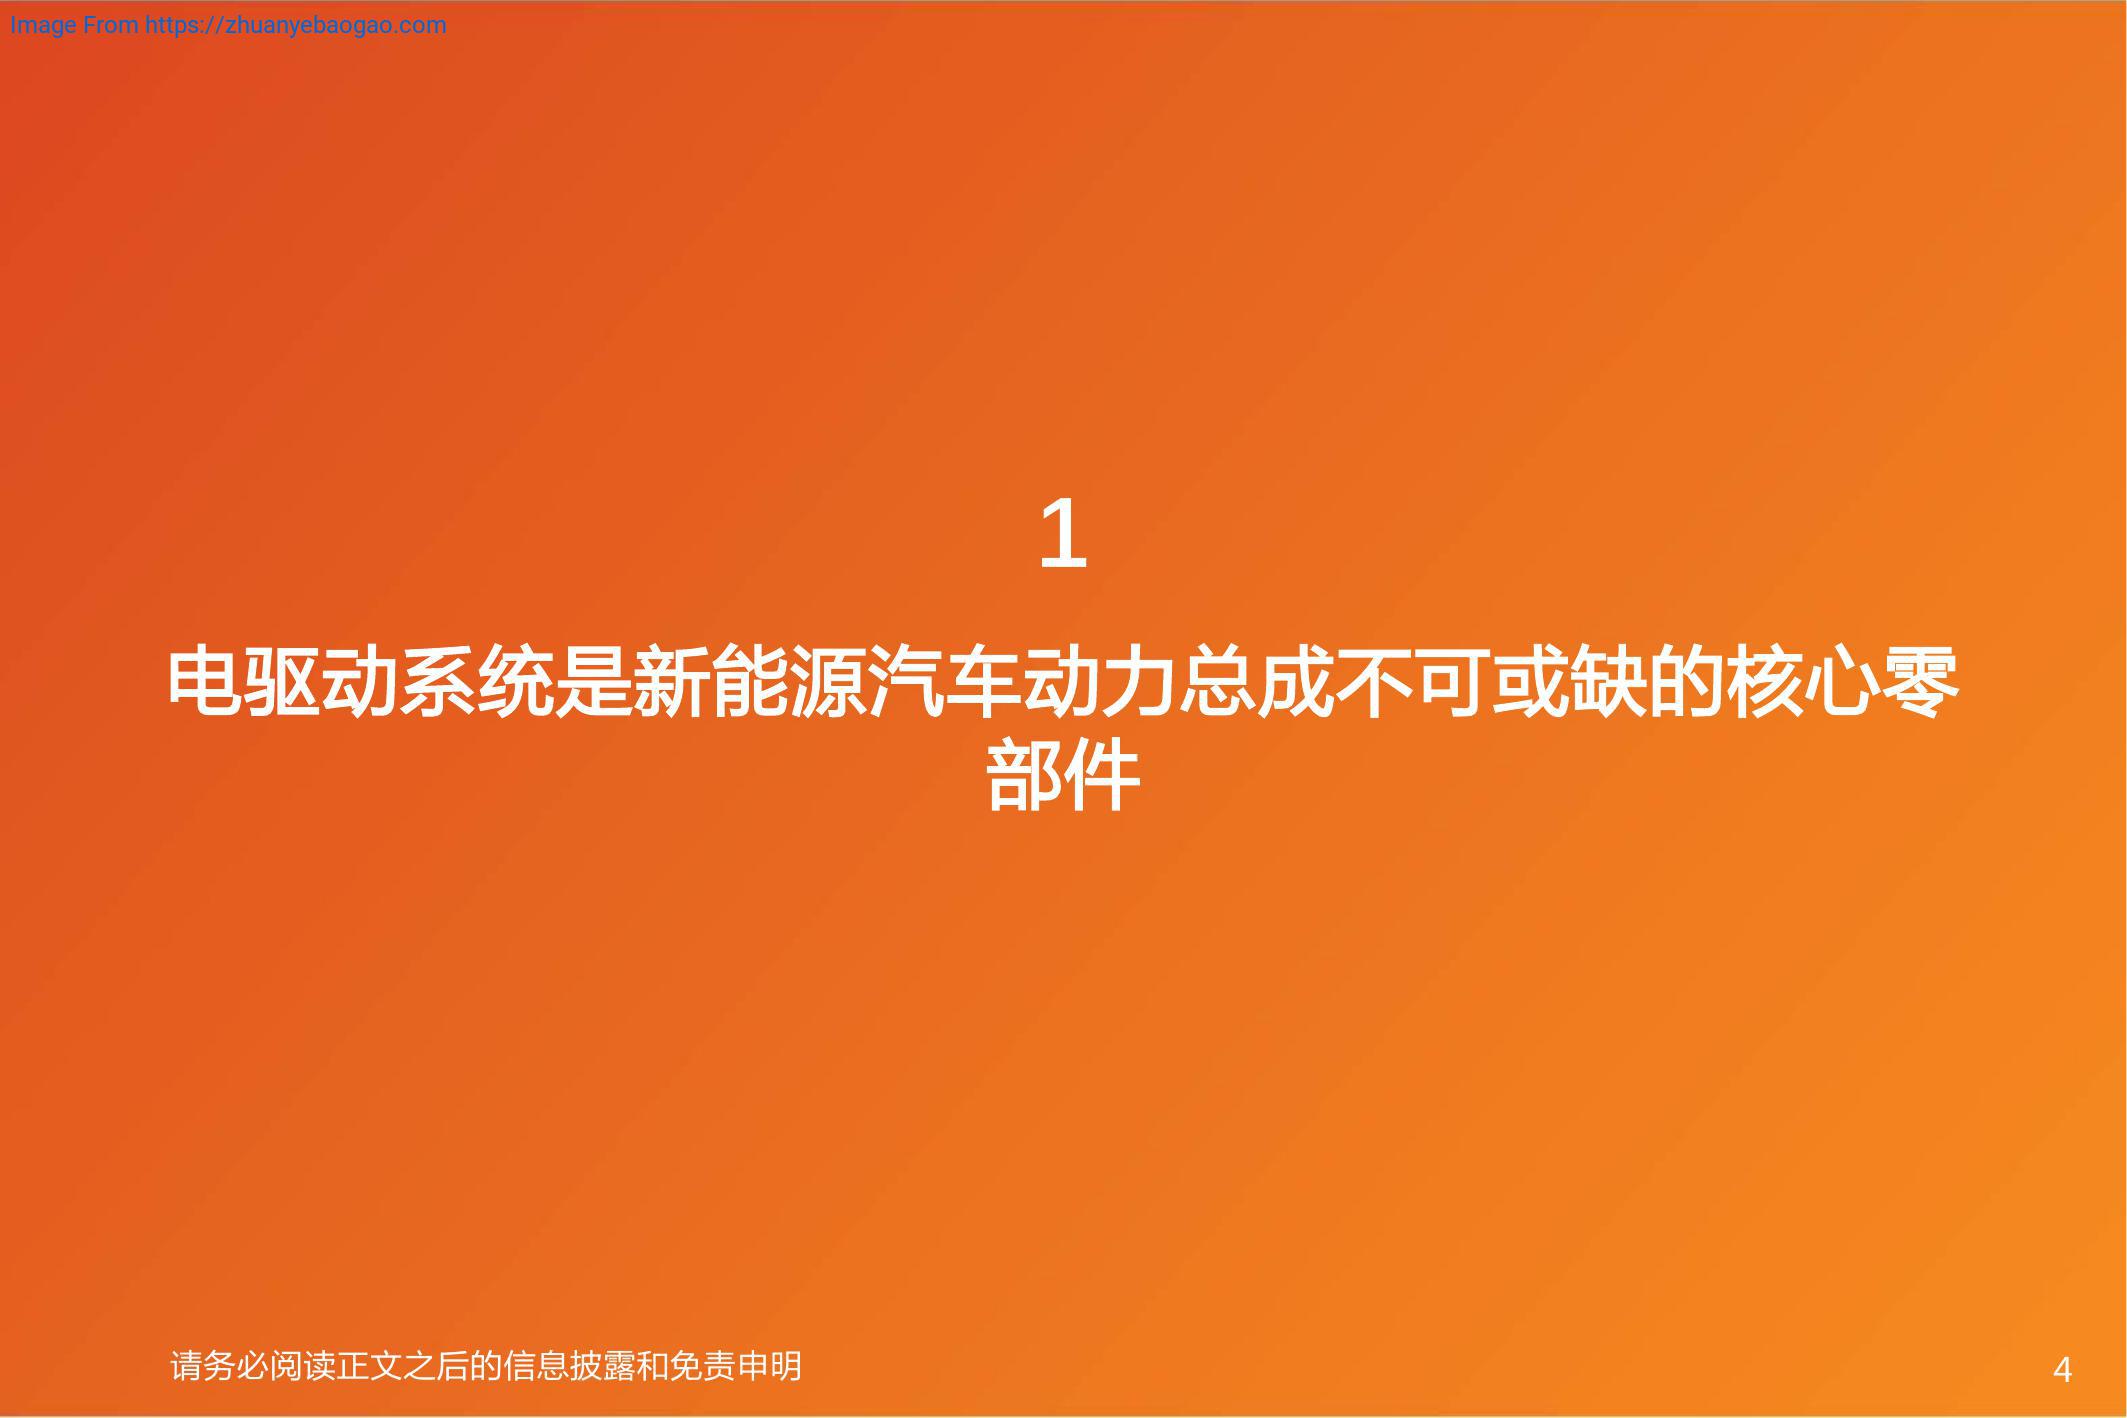 Image From https://zhuanyebaogao.com
1
电驱动系统是新能源汽车动力总成不可或缺的核心零
部件
请务必阅读正文之后的信息披露和免责申明
4